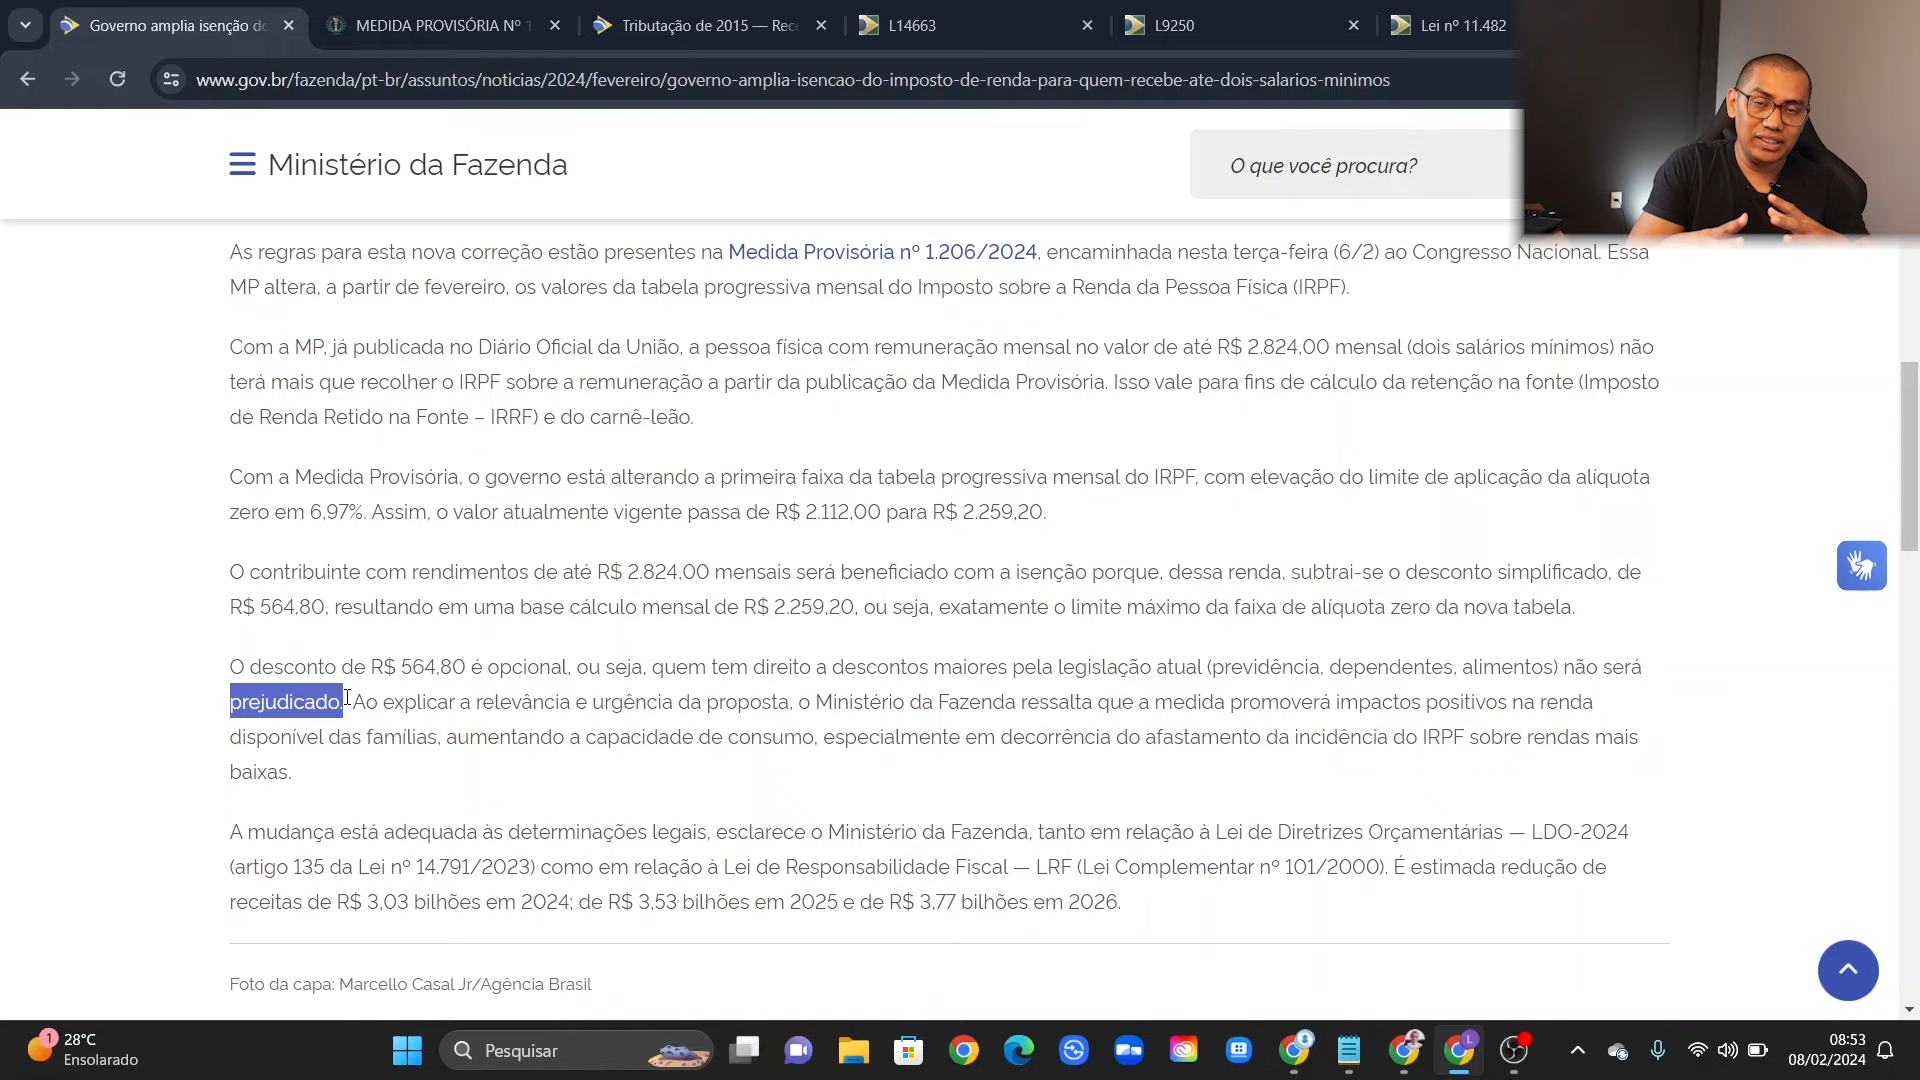 Governo amplia isenção do
MEDIDA PROVISÓRIA Nº 1
Tributação de 2015 — Rec
L14663
L9250
Lei nº 11.482
www.gov.br/fazenda/pt-br/assuntos/noticias/2024/fevereiro/governo-amplia-isencao-do-imposto-de-renda-para-quem-recebe-ate-dois-salarios-minimos
Ministério da Fazenda
O que você procura?
As regras para esta nova correção estão presentes na Medida Provisória nº 1.206/2024, encaminhada nesta terça-feira (6/2) ao Congresso Nacional. Essa
MP altera, a partir de fevereiro, os valores da tabela progressiva mensal do Imposto sobre a Renda da Pessoa Física (IRPF).
Com a MP, já publicada no Diário Oficial da União, a pessoa física com remuneração mensal no valor de até R$ 2.824,00 mensal (dois salários mínimos) não
terá mais que recolher o IRPF sobre a remuneração a partir da publicação da Medida Provisória. Isso vale para fins de cálculo da retenção na fonte (Imposto
de Renda Retido na Fonte – IRRF) e do carnê-leão.
Com a Medida Provisória, o governo está alterando a primeira faixa da tabela progressiva mensal do IRPF, com elevação do limite de aplicação da alíquota
zero em 6,97%. Assim, o valor atualmente vigente passa de R$ 2.112,00 para R$ 2.259,20.
O contribuinte com rendimentos de até R$ 2.824,00 mensais será beneficiado com a isenção porque, dessa renda, subtrai-se o desconto simplificado, de
R$ 564,80, resultando em uma base cálculo mensal de R$ 2.259,20, ou seja, exatamente o limite máximo da faixa de alíquota zero da nova tabela.
O desconto de R$ 564,80 é opcional, ou seja, quem tem direito a descontos maiores pela legislação atual (previdência, dependentes, alimentos) não será
prejudicado. Ao explicar a relevância e urgência da proposta, o Ministério da Fazenda ressalta que a medida promoverá impactos positivos na renda
disponível das famílias, aumentando a capacidade de consumo, especialmente em decorrência do afastamento da incidência do IRPF sobre rendas mais
baixas.
A mudança está adequada às determinações legais, esclarece o Ministério da Fazenda, tanto em relação à Lei de Diretrizes Orçamentárias — LDO-2024
(artigo 135 da Lei nº 14.791/2023) como em relação à Lei de Responsabilidade Fiscal — LRF (Lei Complementar nº 101/2000). É estimada redução de
receitas de R$ 3,03 bilhões em 2024; de R$ 3,53 bilhões em 2025 e de R$ 3,77 bilhões em 2026.
Foto da capa: Marcello Casal Jr/Agência Brasil
1
28°C
Ensolarado
Pesquisar
L
08:53
08/02/2024